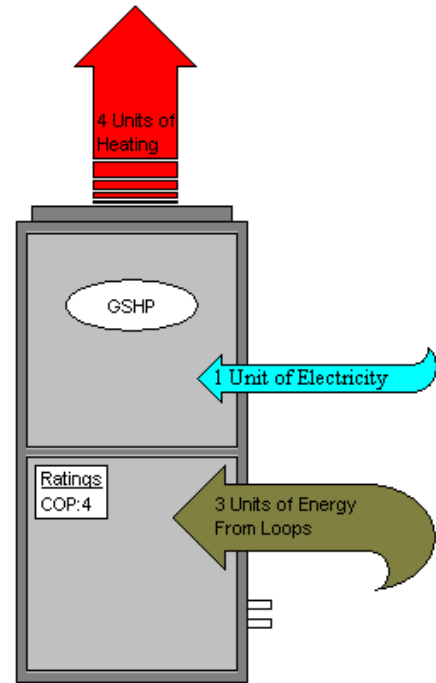 4 Units of
Heating
GSHP
1 Unit of Electricity
Ratings
COP:4
3 Units of Energy
From Loops